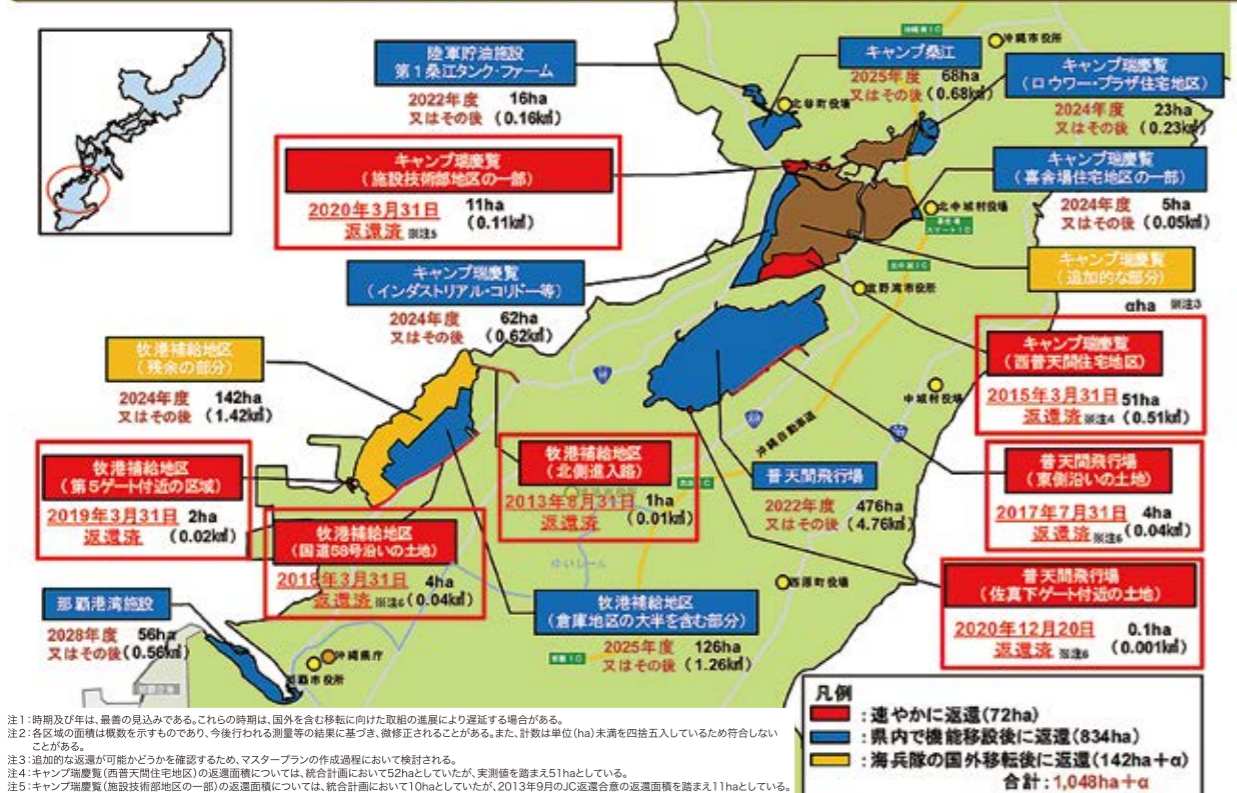 沖縄市役所
陸軍貯油施設
第1桑江タンク・ファーム
2022年度 16ha
又はその後 (0.16k㎡)
キャンプ桑江
2025年度 68ha
又はその後 (0.68k㎡)
キャンプ瑞慶覧
(ロウワー・プラザ住宅地区)
2024年度 23ha
又はその後 (0.23k㎡)
北谷町役場
キャンプ瑞慶覧
(施設技術部地区の一部)
2020年3月31日 11ha
返還済 ※注5 (0.11k㎡)
キャンプ瑞慶覧
(喜舎場住宅地区の一部)
2024年度 5ha
又はその後 (0.05k㎡)
北中城村役場
キャンプ瑞慶覧
(インダストリアル・コリドー等)
2024年度 62ha
又はその後 (0.62k㎡)
キャンプ瑞慶覧
(追加的な部分)
αha ※注3
宜野湾市役所
牧港補給地区
(残余の部分)
2024年度 142ha
又はその後 (1.42k㎡)
キャンプ瑞慶覧
(西普天間住宅地区)
2015年3月31日 51ha
返還済 ※注4 (0.51k㎡)
中城村役場
沖縄自動車道
牧港補給地区
(第5ゲート付近の区域)
2019年3月31日 2ha
返還済 (0.02k㎡)
牧港補給地区
(北側進入路)
2013年8月31日 1ha
返還済 (0.01k㎡)
普天間飛行場
2022年度 476ha
又はその後 (4.76k㎡)
普天間飛行場
(東側沿いの土地)
2017年7月31日 4ha
返還済 ※注6 (0.04k㎡)
牧港補給地区
(国道58号沿いの土地)
2018年3月31日 4ha
返還済 ※注6 (0.04k㎡)
ゆいレール
西原町役場
普天間飛行場
(佐真下ゲート付近の土地)
2020年12月20日 0.1ha
返還済 ※注6 (0.001k㎡)
那覇港湾施設
2028年度 56ha
又はその後 (0.56k㎡)
牧港補給地区
(倉庫地区の大半を含む部分)
2025年度 126ha
又はその後 (1.26k㎡)
沖縄県庁
那覇市役所
凡例
:速やかに返還(72ha)
:県内で機能移設後に返還(834ha)
:海兵隊の国外移転後に返還(142ha+α)
合計:1,048ha+α
注1:時期及び年は、最善の見込みである。これらの時期は、国外を含む移転に向けた取組の進展により遅延する場合がある。
注2:各区域の面積は概数を示すものであり、今後行われる測量等の結果に基づき、微修正されることがある。また、計数は単位(ha)未満を四捨五入しているため符合しない
ことがある。
注3:追加的な返還が可能かどうかを確認するため、マスタープランの作成過程において検討される。
注4:キャンプ瑞慶覧(西普天間住宅地区)の返還面積については、統合計画において52haとしていたが、実測値を踏まえ51haとしている。
注5:キャンプ瑞慶覧(施設技術部地区の一部)の返還面積については、統合計画において10haとしていたが、2013年9月のJC返還合意の返還面積を踏まえ11haとしている。